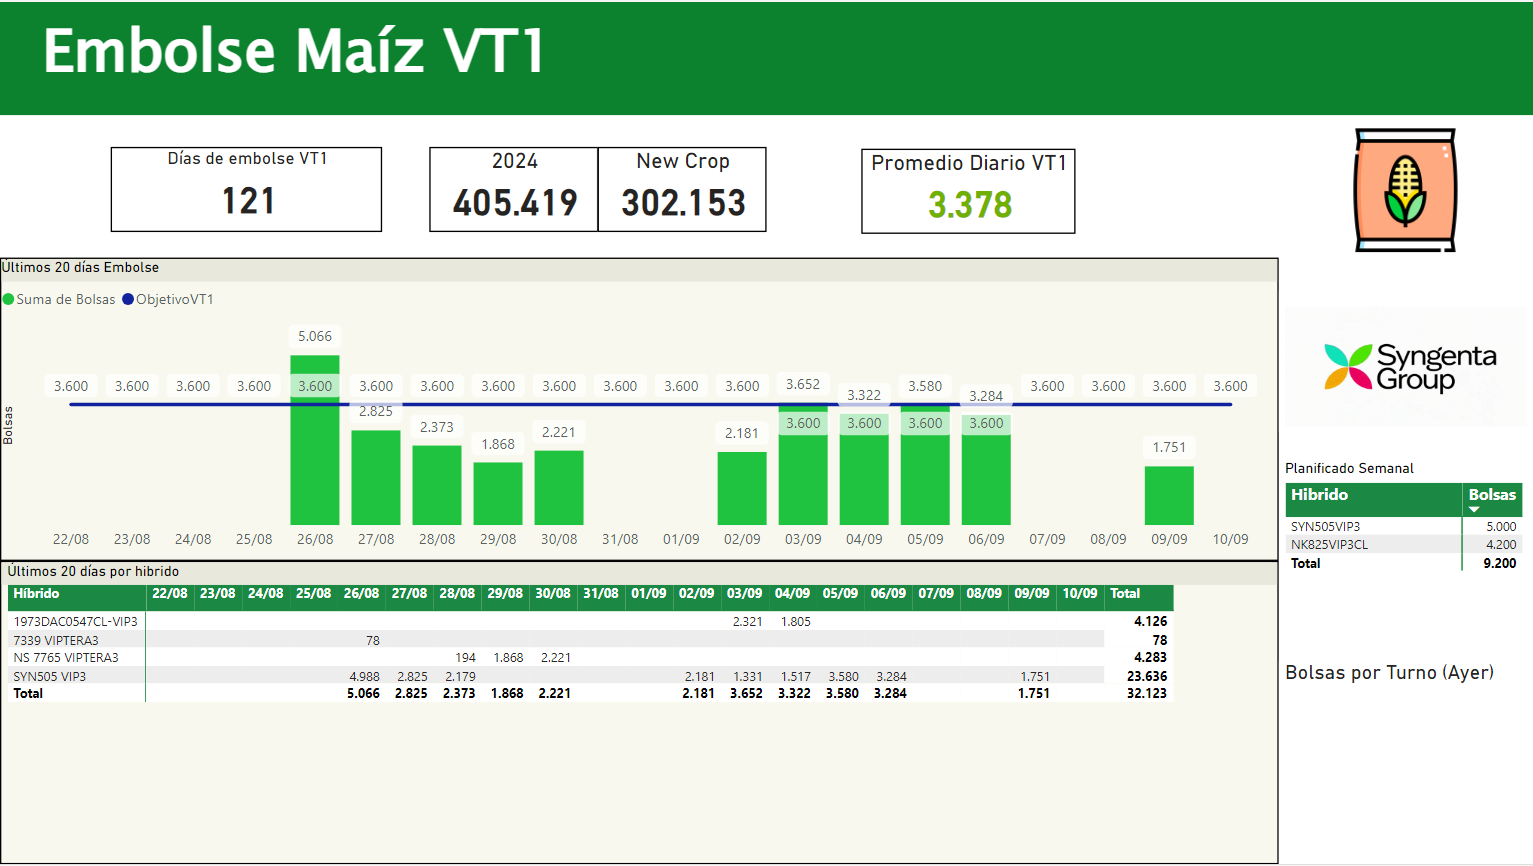 Embolse Maíz VT1
Días de embolse VT1
121
2024
405.419
New Crop
302.153
Promedio Diario VT1
3.378
Últimos 20 días Embolse
Suma de Bolsas ObjetivoVT1
Bolsas
5.066
3.600 3.600 3.600 3.600 3.600 3.600 3.600 3.600 3.600 3.600 3.600 3.600 3.652 3.322 3.580 3.284 3.600 3.600 3.600 3.600
2.825 2.373 1.868 2.221 2.181 3.600 3.600 3.600 3.600 1.751
22/08 23/08 24/08 25/08 26/08 27/08 28/08 29/08 30/08 31/08 01/09 02/09 03/09 04/09 05/09 06/09 07/09 08/09 09/09 10/09
Últimos 20 días por hibrido
Híbrido 22/08 23/08 24/08 25/08 26/08 27/08 28/08 29/08 30/08 31/08 01/09 02/09 03/09 04/09 05/09 06/09 07/09 08/09 09/09 10/09 Total
1973DAC0547CL-VIP3 2.321 1.805 4.126
7339 VIPTERA3 78 78
NS 7765 VIPTERA3 194 1.868 2.221 4.283
SYN505 VIP3 4.988 2.825 2.179 2.181 1.331 1.517 3.580 3.284 1.751 23.636
Total 5.066 2.825 2.373 1.868 2.221 2.181 3.652 3.322 3.580 3.284 1.751 32.123
Syngenta
Group
Planificado Semanal
Hibrido Bolsas
SYN505VIP3 5.000
NK825VIP3CL 4.200
Total 9.200
Bolsas por Turno (Ayer)